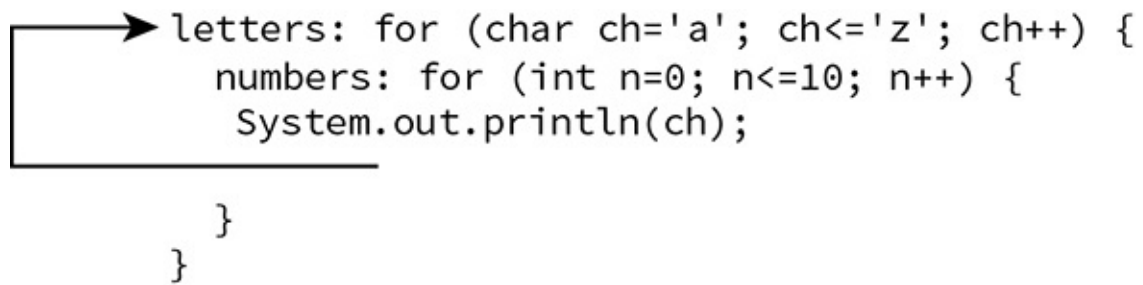 letters: for (char ch='a'; ch<='z'; ch++) {
numbers: for (int n=0; n<=10; n++) {
System.out.println(ch);
}
}